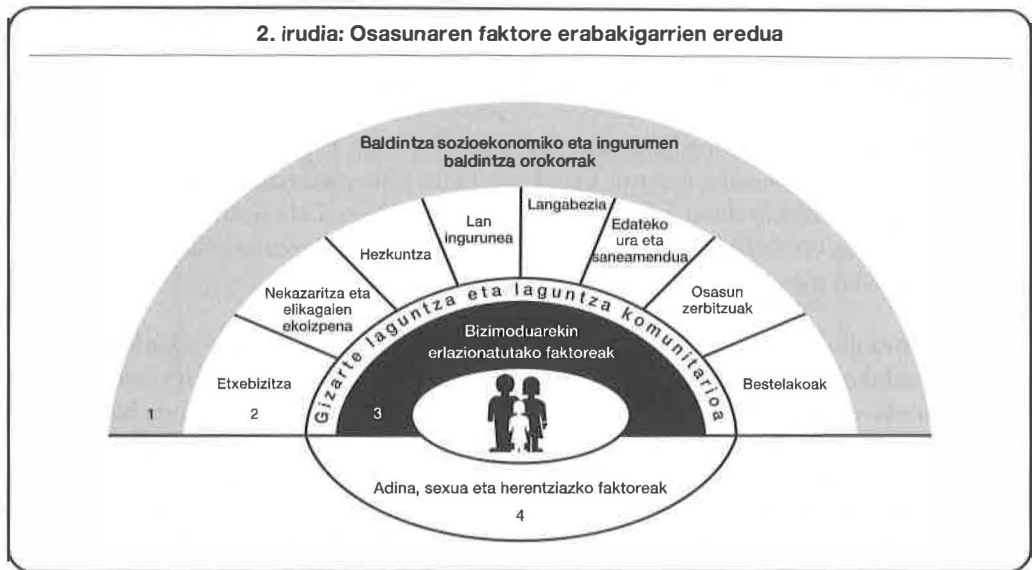 2. irudia: Osasunaren faktore erabakigarrien eredua
Baldintza sozioekonomiko eta ingurumen
baldintza orokorrak
Langabezia
Lan
ingurunea
Edateko
ura eta
saneamendua
Hezkuntza
Osasun
zerbitzuak
Nekazaritza eta
elikagaien
ekoizpena
Gizarte laguntza eta laguntza komunitarioa
Bizimoduarekin
erlazionatutako faktoreak
Etxebizitza
Bestelakoak
1
2
3
Adina, sexua eta herentziazko faktoreak
4